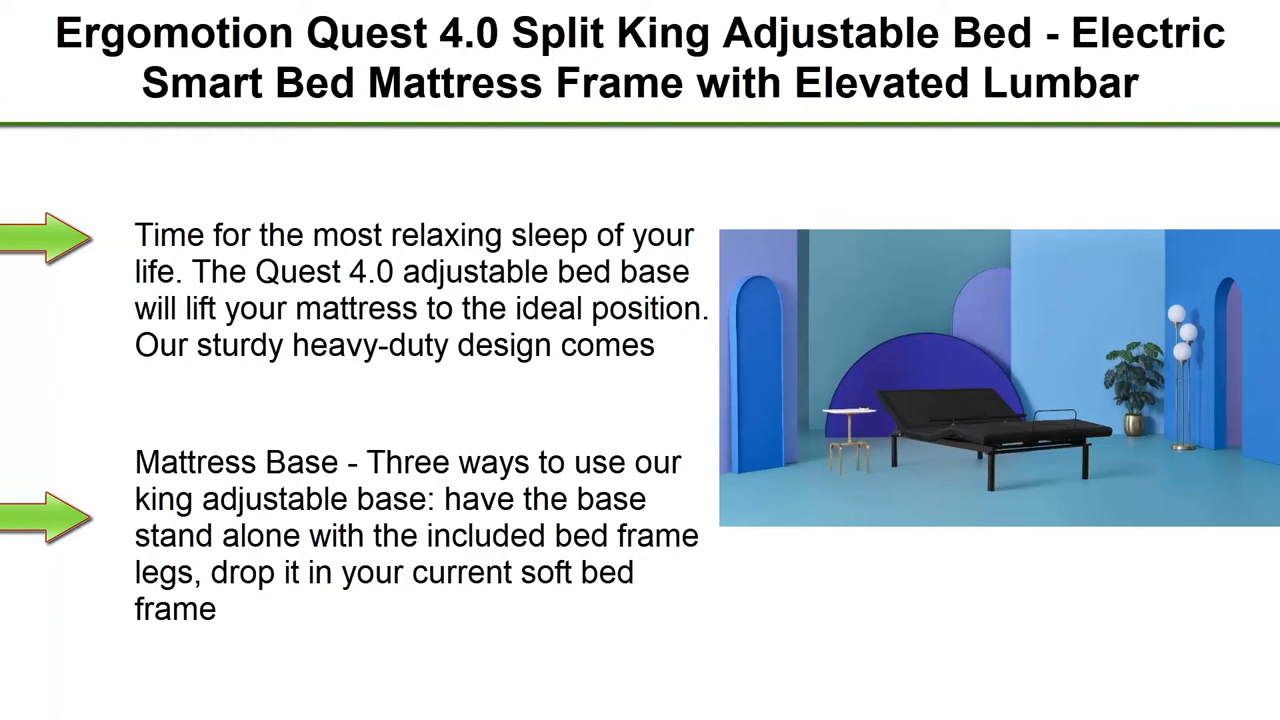 Ergomotion Quest 4.0 Split King Adjustable Bed - Electric
Smart Bed Mattress Frame with Elevated Lumbar
Time for the most relaxing sleep of your
life. The Quest 4.0 adjustable bed base
will lift your mattress to the ideal position.
Our sturdy heavy-duty design comes
Mattress Base - Three ways to use our
king adjustable base: have the base
stand alone with the included bed frame
legs, drop it in your current soft bed
frame